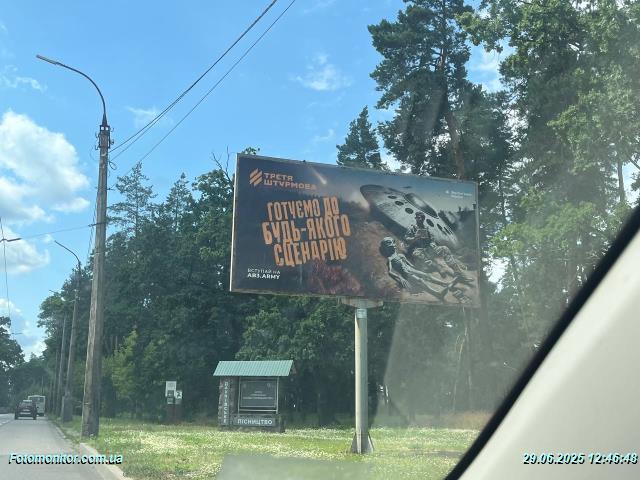 ТРЕТЯ
ШТУРМОВА
ГОТУЄМО ДО
БУДЬ-ЯКОГО
СЦЕНАРІЮ
ВСТУПАЙ НА
AB3.ARMY
ЛІСНИЦТВО
Fotomonitor.com.ua
29.06.2025 12:46:48